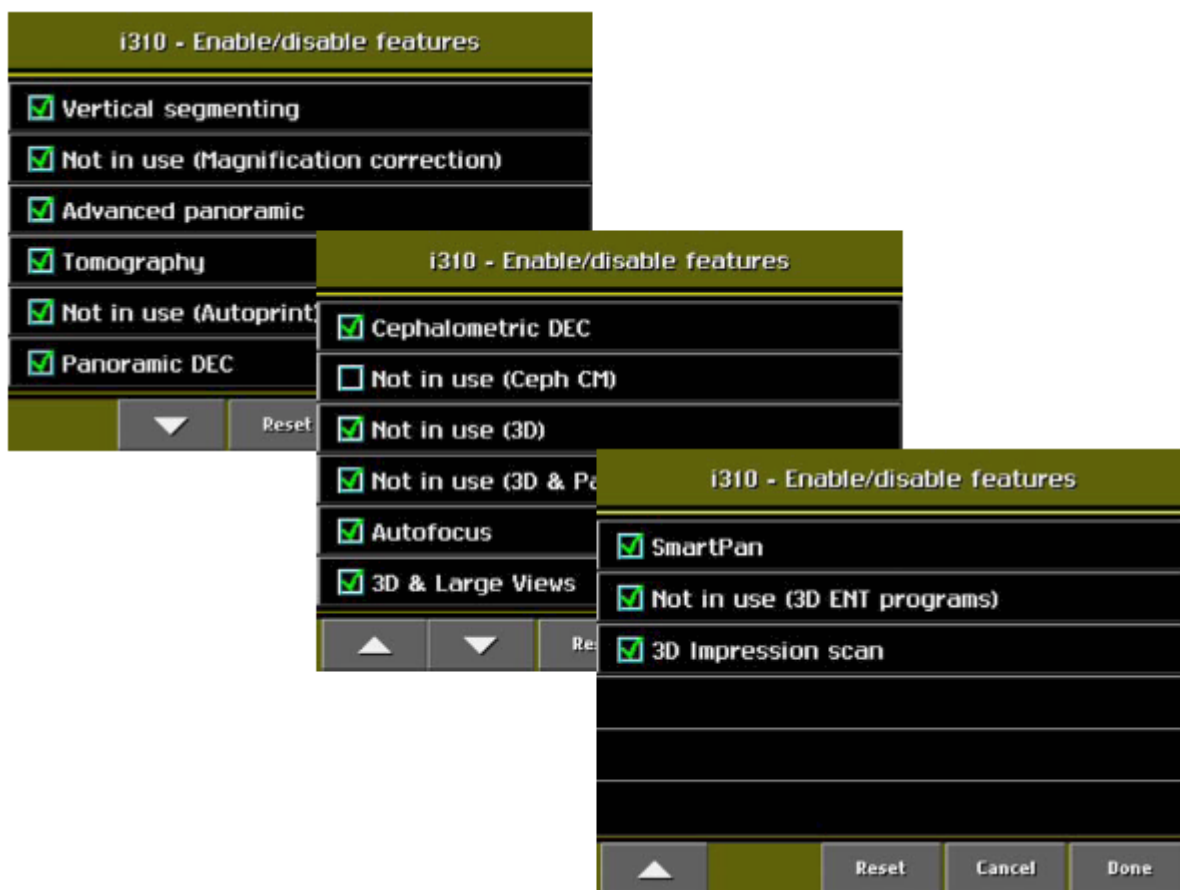 i310 - Enable/disable features
Vertical segmenting
Not in use (Magnification correction)
Advanced panoramic
Tomography
Not in use (Autoprint)
Panoramic DEC
Reset
i310 - Enable/disable features
Cephalometric DEC
Not in use (Ceph CM)
Not in use (3D)
Not in use (3D &
Autofocus
3D & Large Views
i310 - Enable/disable features
SmartPan
Not in use (3D ENT programs)
3D Impression scan
Reset Cancel Done